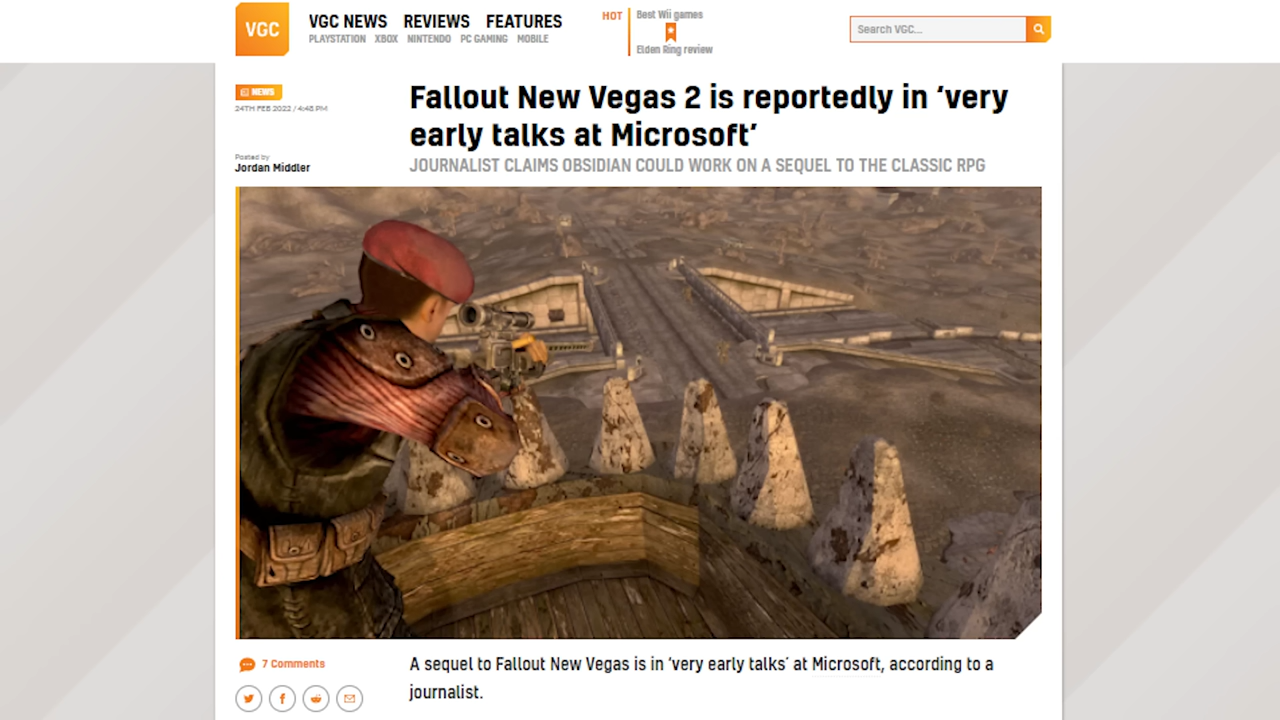 VGC
VGC NEWS REVIEWS FEATURES
PLAYSTATION XBOX NINTENDO PC GAMING MOBILE
HOT
Best Wii games
Elden Ring review
Search VGC...
NEWS
24TH FEB 2022 / 4:48 PM
Posted by
Jordan Middler
Fallout New Vegas 2 is reportedly in ‘very
early talks at Microsoft’
JOURNALIST CLAIMS OBSIDIAN COULD WORK ON A SEQUEL TO THE CLASSIC RPG
7 Comments
A sequel to Fallout New Vegas is in ‘very early talks’ at Microsoft, according to a
journalist.